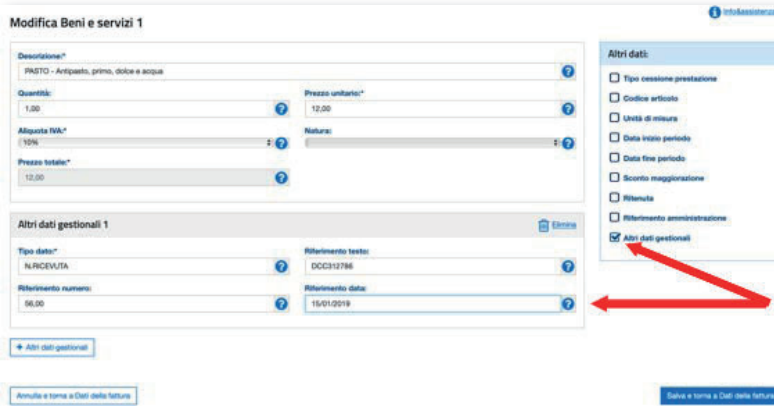 Info&assistenza
Modifica Beni e servizi 1
Descrizione:*
PASTO - Antipasto, primo, dolce e acqua
Quantità:
Prezzo unitario:*
1,00
12,00
Aliquota IVA:*
Natura:
10%
Prezzo totale:*
12,00
Altri dati gestionali 1
Elimina
Tipo dato:*
Riferimento testo:
N.RICEVUTA
DCC312786
Riferimento numero:
Riferimento data:
56,00
15/01/2019
+ Altri dati gestionali
Annulla e torna a Dati della fattura
Salva e torna a Dati della fattura
Altri dati:
Tipo cessione prestazione
Codice articolo
Unità di misura
Data inizio periodo
Data fine periodo
Sconto maggiorazione
Ritenuta
Riferimento amministrazione
Altri dati gestionali